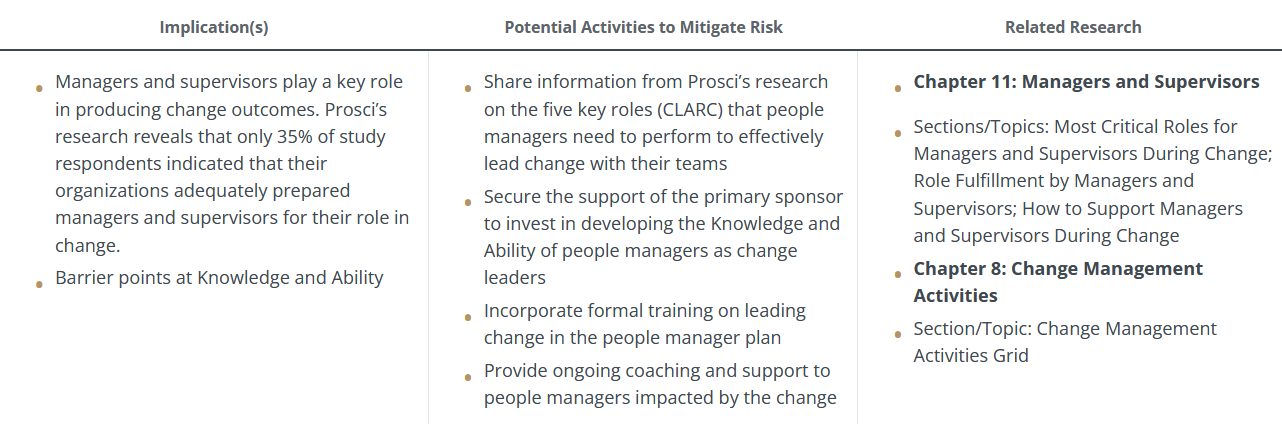 Implication(s)
Potential Activities to Mitigate Risk
Related Research
Managers and supervisors play a key role
in producing change outcomes. Prosci’s
research reveals that only 35% of study
respondents indicated that their
organizations adequately prepared
managers and supervisors for their role in
change.
Barrier points at Knowledge and Ability
Share information from Prosci’s research
on the five key roles (CLARC) that people
managers need to perform to effectively
lead change with their teams
Secure the support of the primary sponsor
to invest in developing the Knowledge and
Ability of people managers as change
leaders
Incorporate formal training on leading
change in the people manager plan
Provide ongoing coaching and support to
people managers impacted by the change
Chapter 11: Managers and Supervisors
Sections/Topics: Most Critical Roles for
Managers and Supervisors During Change;
Role Fulfillment by Managers and
Supervisors; How to Support Managers
and Supervisors During Change
Chapter 8: Change Management
Activities
Section/Topic: Change Management
Activities Grid